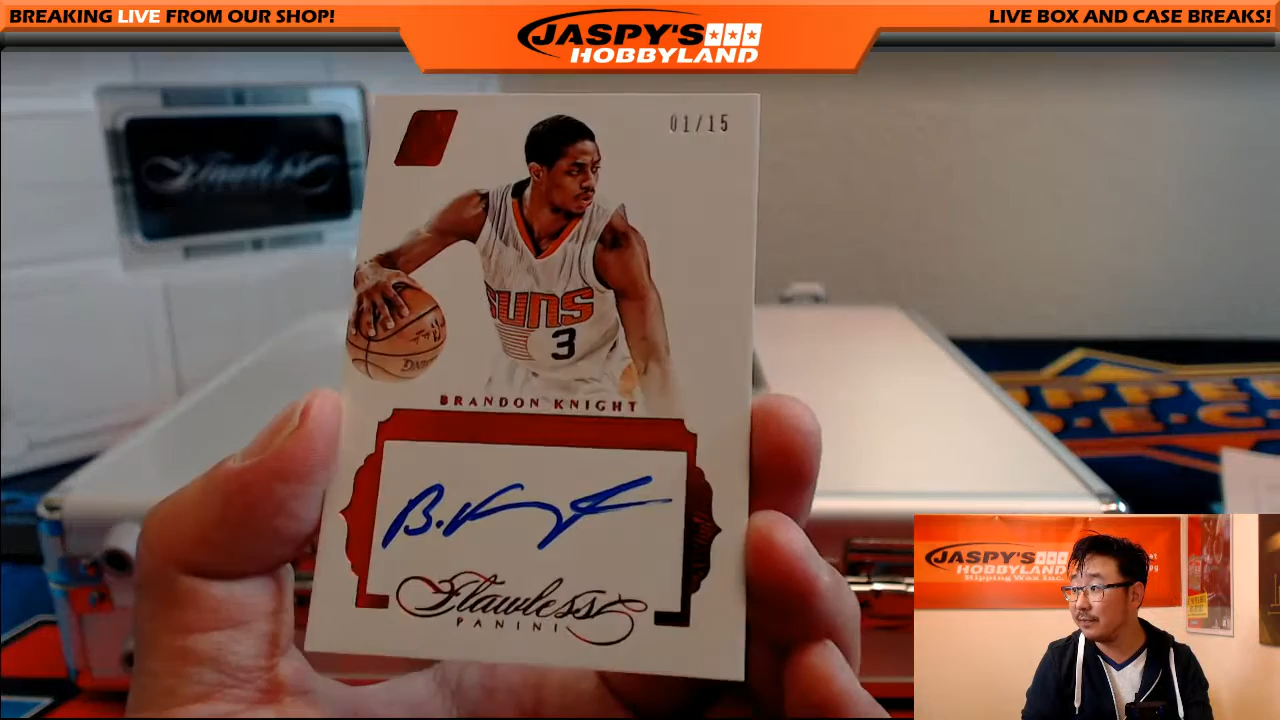 BREAKING LIVE FROM OUR SHOP!
JASPY'S
HOBBYLAND
LIVE BOX AND CASE BREAKS!
01/15
SUNS
3
BRANDON KNIGHT
B. K
Flawless
PANINI
Flawless
JASPY'S
HOBBYLAND
Ripping Wax Inc.